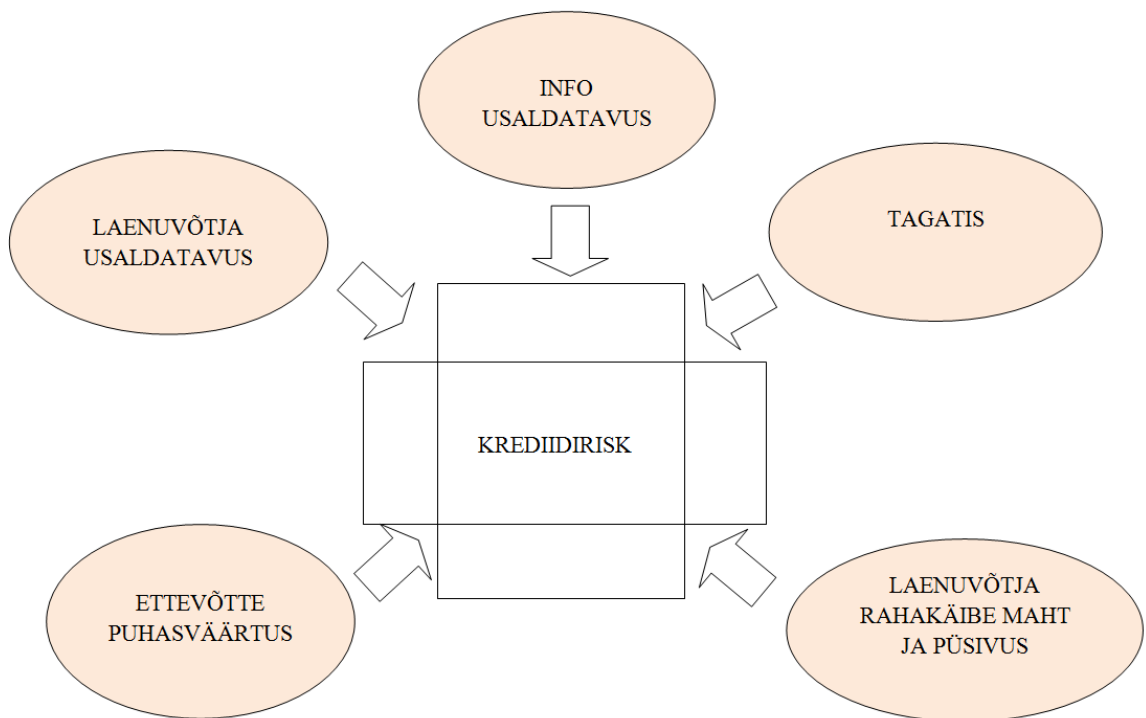 INFO
USALDATAVUS
LAENUVÕTJA
USALDATAVUS
TAGATIS
KREDIIDIRISK
ETTEVÕTTE
PUHASVÄÄRTUS
LAENUVÕTJA
RAHAKÄIBE MAHT
JA PÜSIVUS